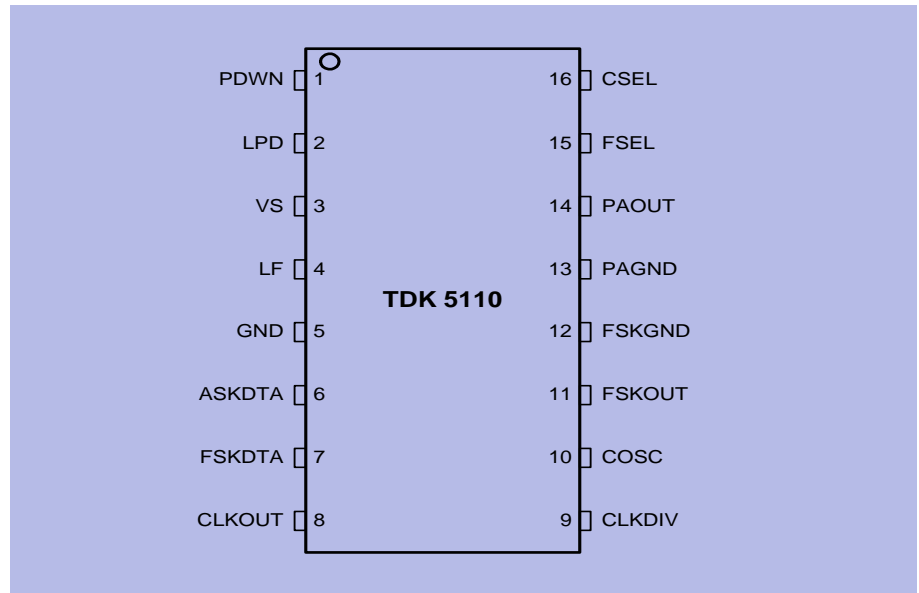 PDWN 1 16 CSEL
LPD 2 15 FSEL
VS 3 14 PAOUT
LF 4 13 PAGND
TDK 5110
GND 5 12 FSKGND
ASKDTA 6 11 FSKOUT
FSKDTA 7 10 COSC
CLKOUT 8 9 CLKDIV